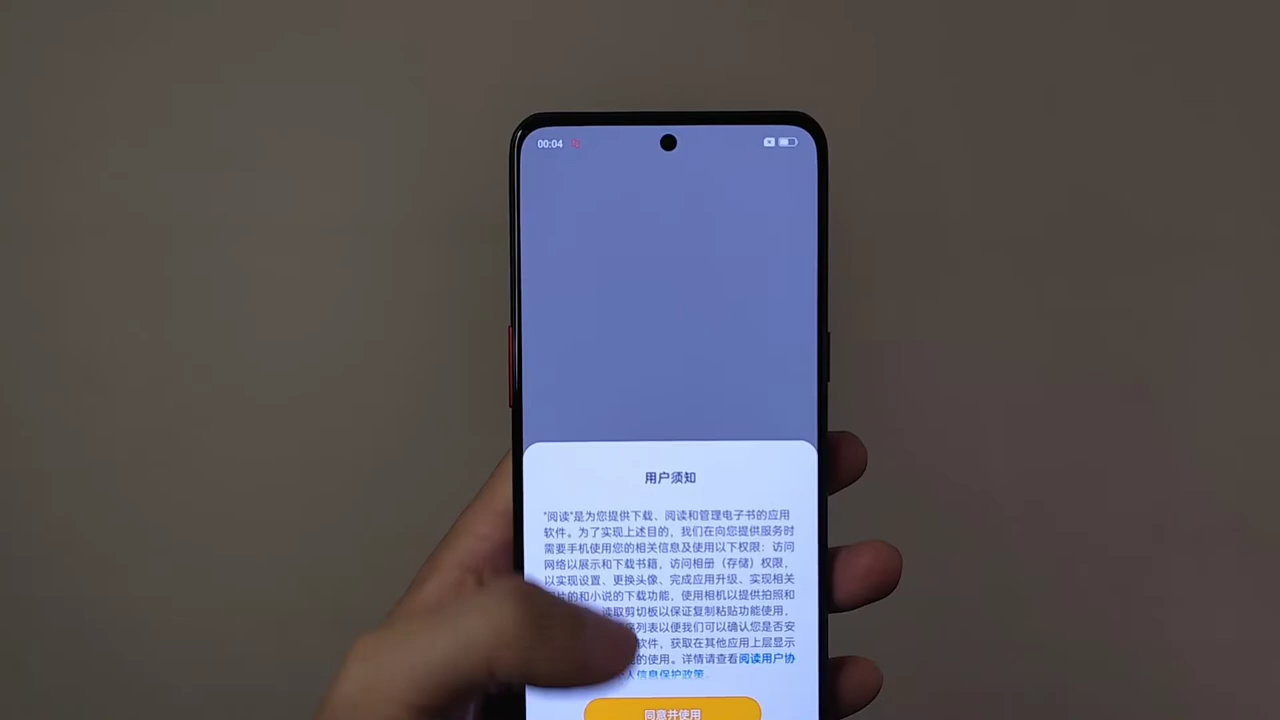 00:04
用户须知
"阅读"是为您提供下载、阅读和管理电子书的应用
软件。为了实现上述目的，我们在向您提供服务时
需要手机使用您的相关信息及使用以下权限：访问
网络以展示和下载书籍，访问相册（存储）权限，
以实现设置、更换头像、完成应用升级、实现相关
片的和小说的下载功能，使用相机以提供拍照和
读取剪切板以保证复制粘贴功能使用，
列表以便我们可以确认您是否安
软件，获取在其他应用上层显示
的使用。详情请查看阅读用户协
人信息保护政策。
同意并使用